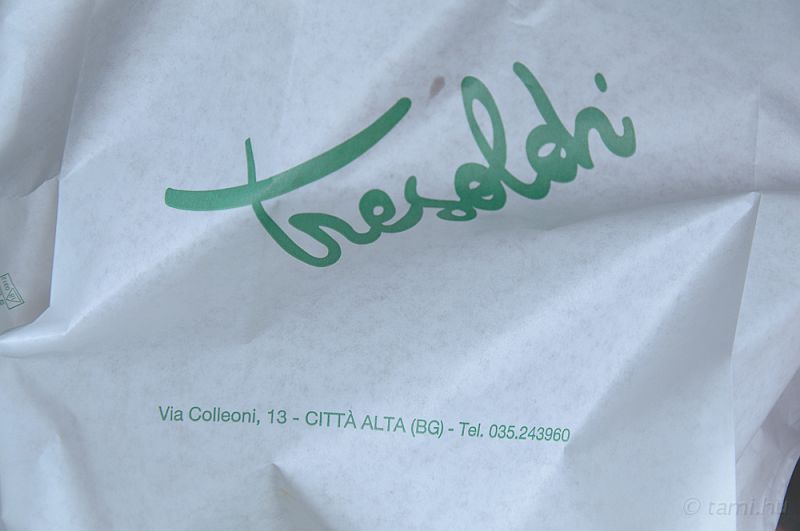 Tresoldi
Via Colleoni, 13 - CITTÀ ALTA (BG) - Tel. 035.243960
© tami.hu